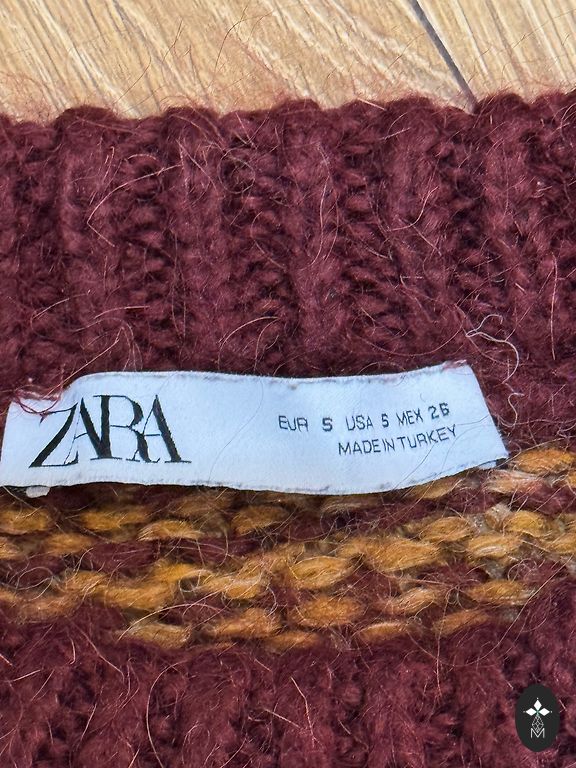 ZARA
EUR S USA S MEX 26
MADE IN TURKEY
M